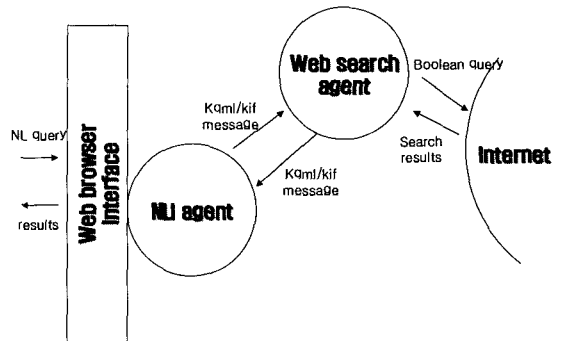 NL query
results
Web browser
interface
NLI agent
Kqml/kif
message
Kqml/kif
message
Web search
agent
Boolean query
Search
results
Internet